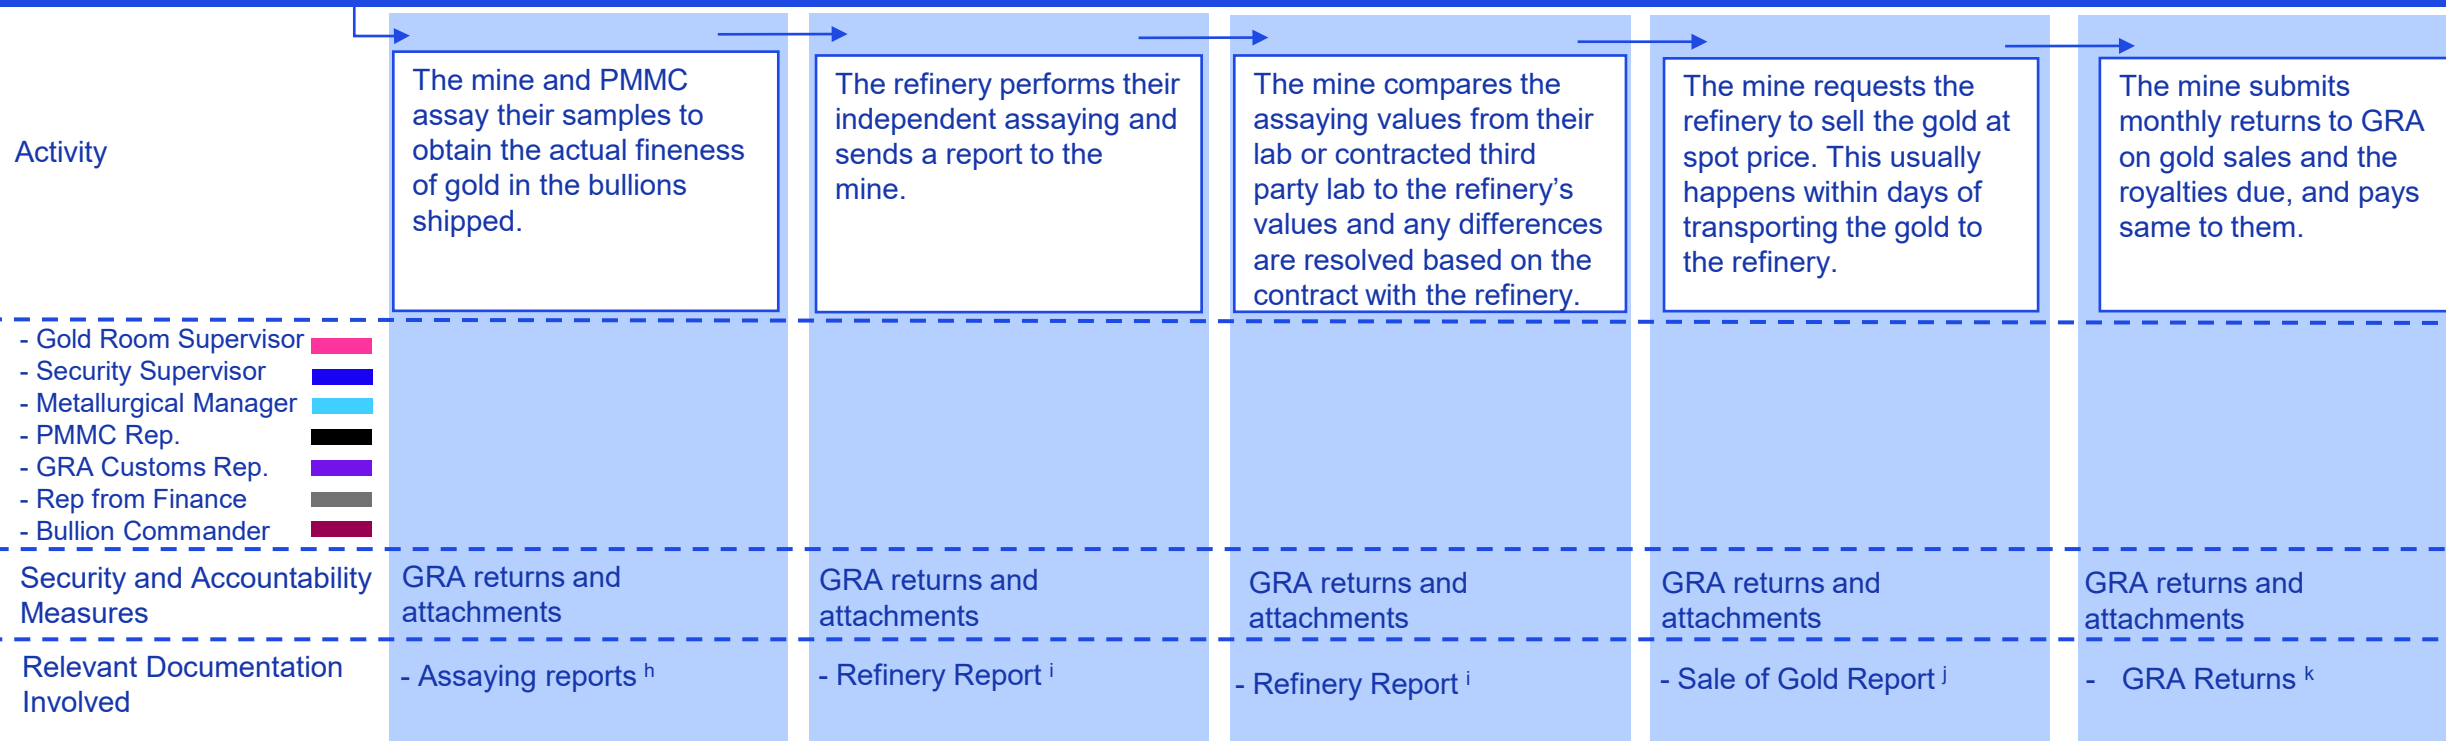 Activity
The mine and PMMC
assay their samples to
obtain the actual fineness
of gold in the bullions
shipped.
The refinery performs their
independent assaying and
sends a report to the
mine.
The mine compares the
assaying values from their
lab or contracted third
party lab to the refinery’s
values and any differences
are resolved based on the
contract with the refinery.
The mine requests the
refinery to sell the gold at
spot price. This usually
happens within days of
transporting the gold to
the refinery.
The mine submits
monthly returns to GRA
on gold sales and the
royalties due, and pays
same to them.
- Gold Room Supervisor
- Security Supervisor
- Metallurgical Manager
- PMMC Rep.
- GRA Customs Rep.
- Rep from Finance
- Bullion Commander
Security and Accountability
Measures
GRA returns and
attachments
GRA returns and
attachments
GRA returns and
attachments
GRA returns and
attachments
GRA returns and
attachments
Relevant Documentation
Involved
- Assaying reports h
- Refinery Report i
- Refinery Report i
- Sale of Gold Report j
- GRA Returns k